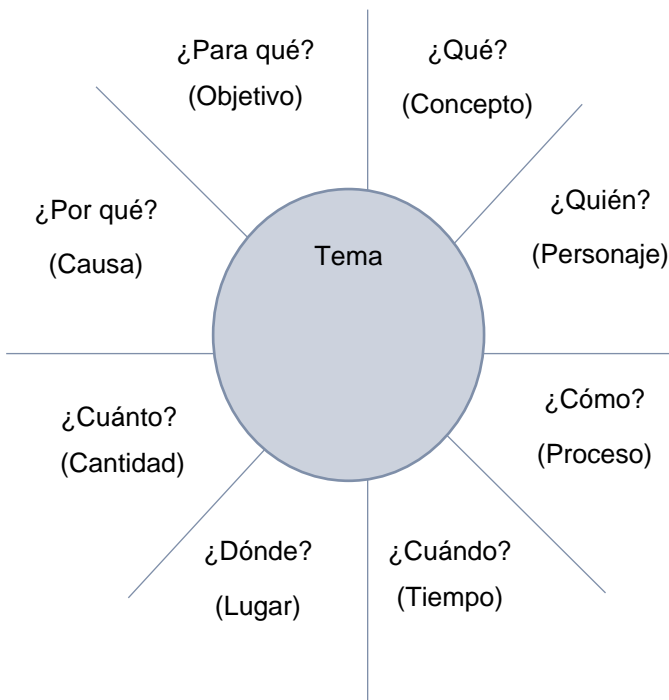 ¿Para qué?
(Objetivo)
¿Qué?
(Concepto)
¿Quién?
(Personaje)
¿Por qué?
(Causa)
Tema
¿Cómo?
(Proceso)
¿Cuánto?
(Cantidad)
¿Dónde?
(Lugar)
¿Cuándo?
(Tiempo)